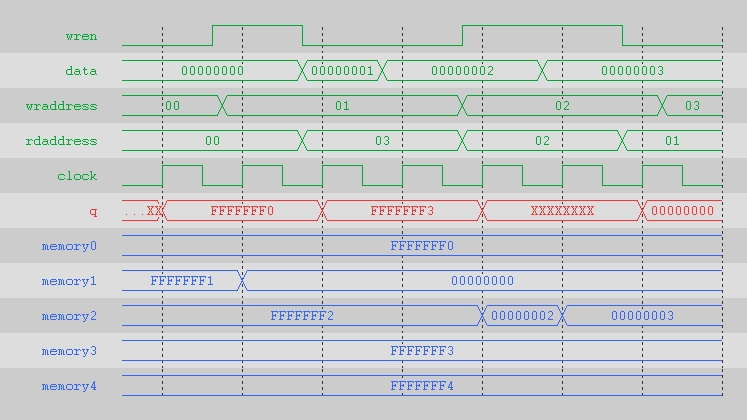 wren
data 00000000 00000001 00000002 00000003
wraddress 00 01 02 03
rdaddress 00 03 02 01
clock
q ...XX FFFFFFF0 FFFFFFF3 XXXXXXXX 00000000
memory0 FFFFFFF0
memory1 FFFFFFF1 00000000
memory2 FFFFFFF2 00000002 00000003
memory3 FFFFFFF3
memory4 FFFFFFF4